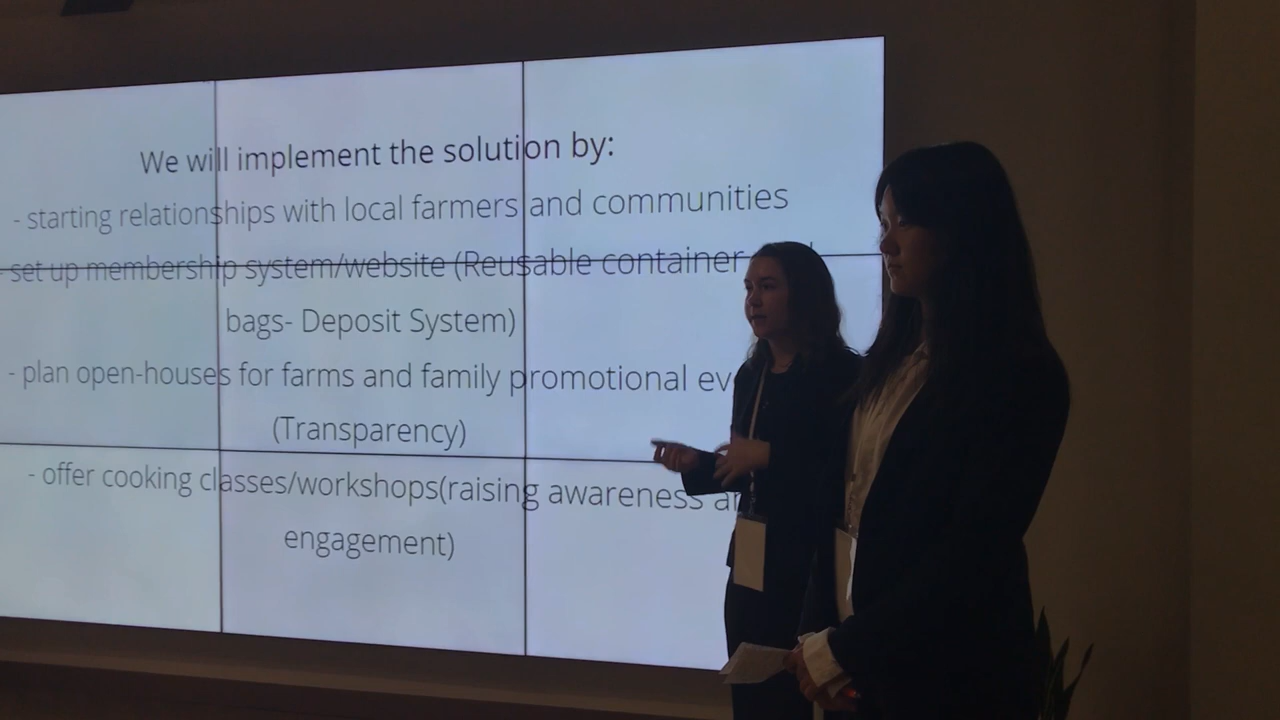 We will implement the solution by:
- starting relationships with local farmers and communities
- set up membership system/website (Reusable container
bags- Deposit System)
- plan open-houses for farms and family promotional
(Transparency)
- offer cooking classes/workshops(raising awareness
engagement)